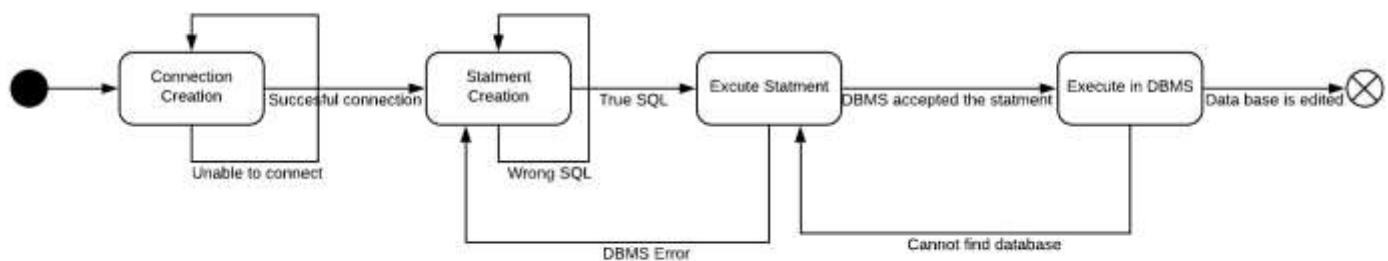 Connection
Creation
Succesful connection
Unable to connect
Statment
Creation
True SQL
Wrong SQL
Excute Statment
DBMS accepted the statment
DBMS Error
Execute in DBMS
Data base is edited
Cannot find database